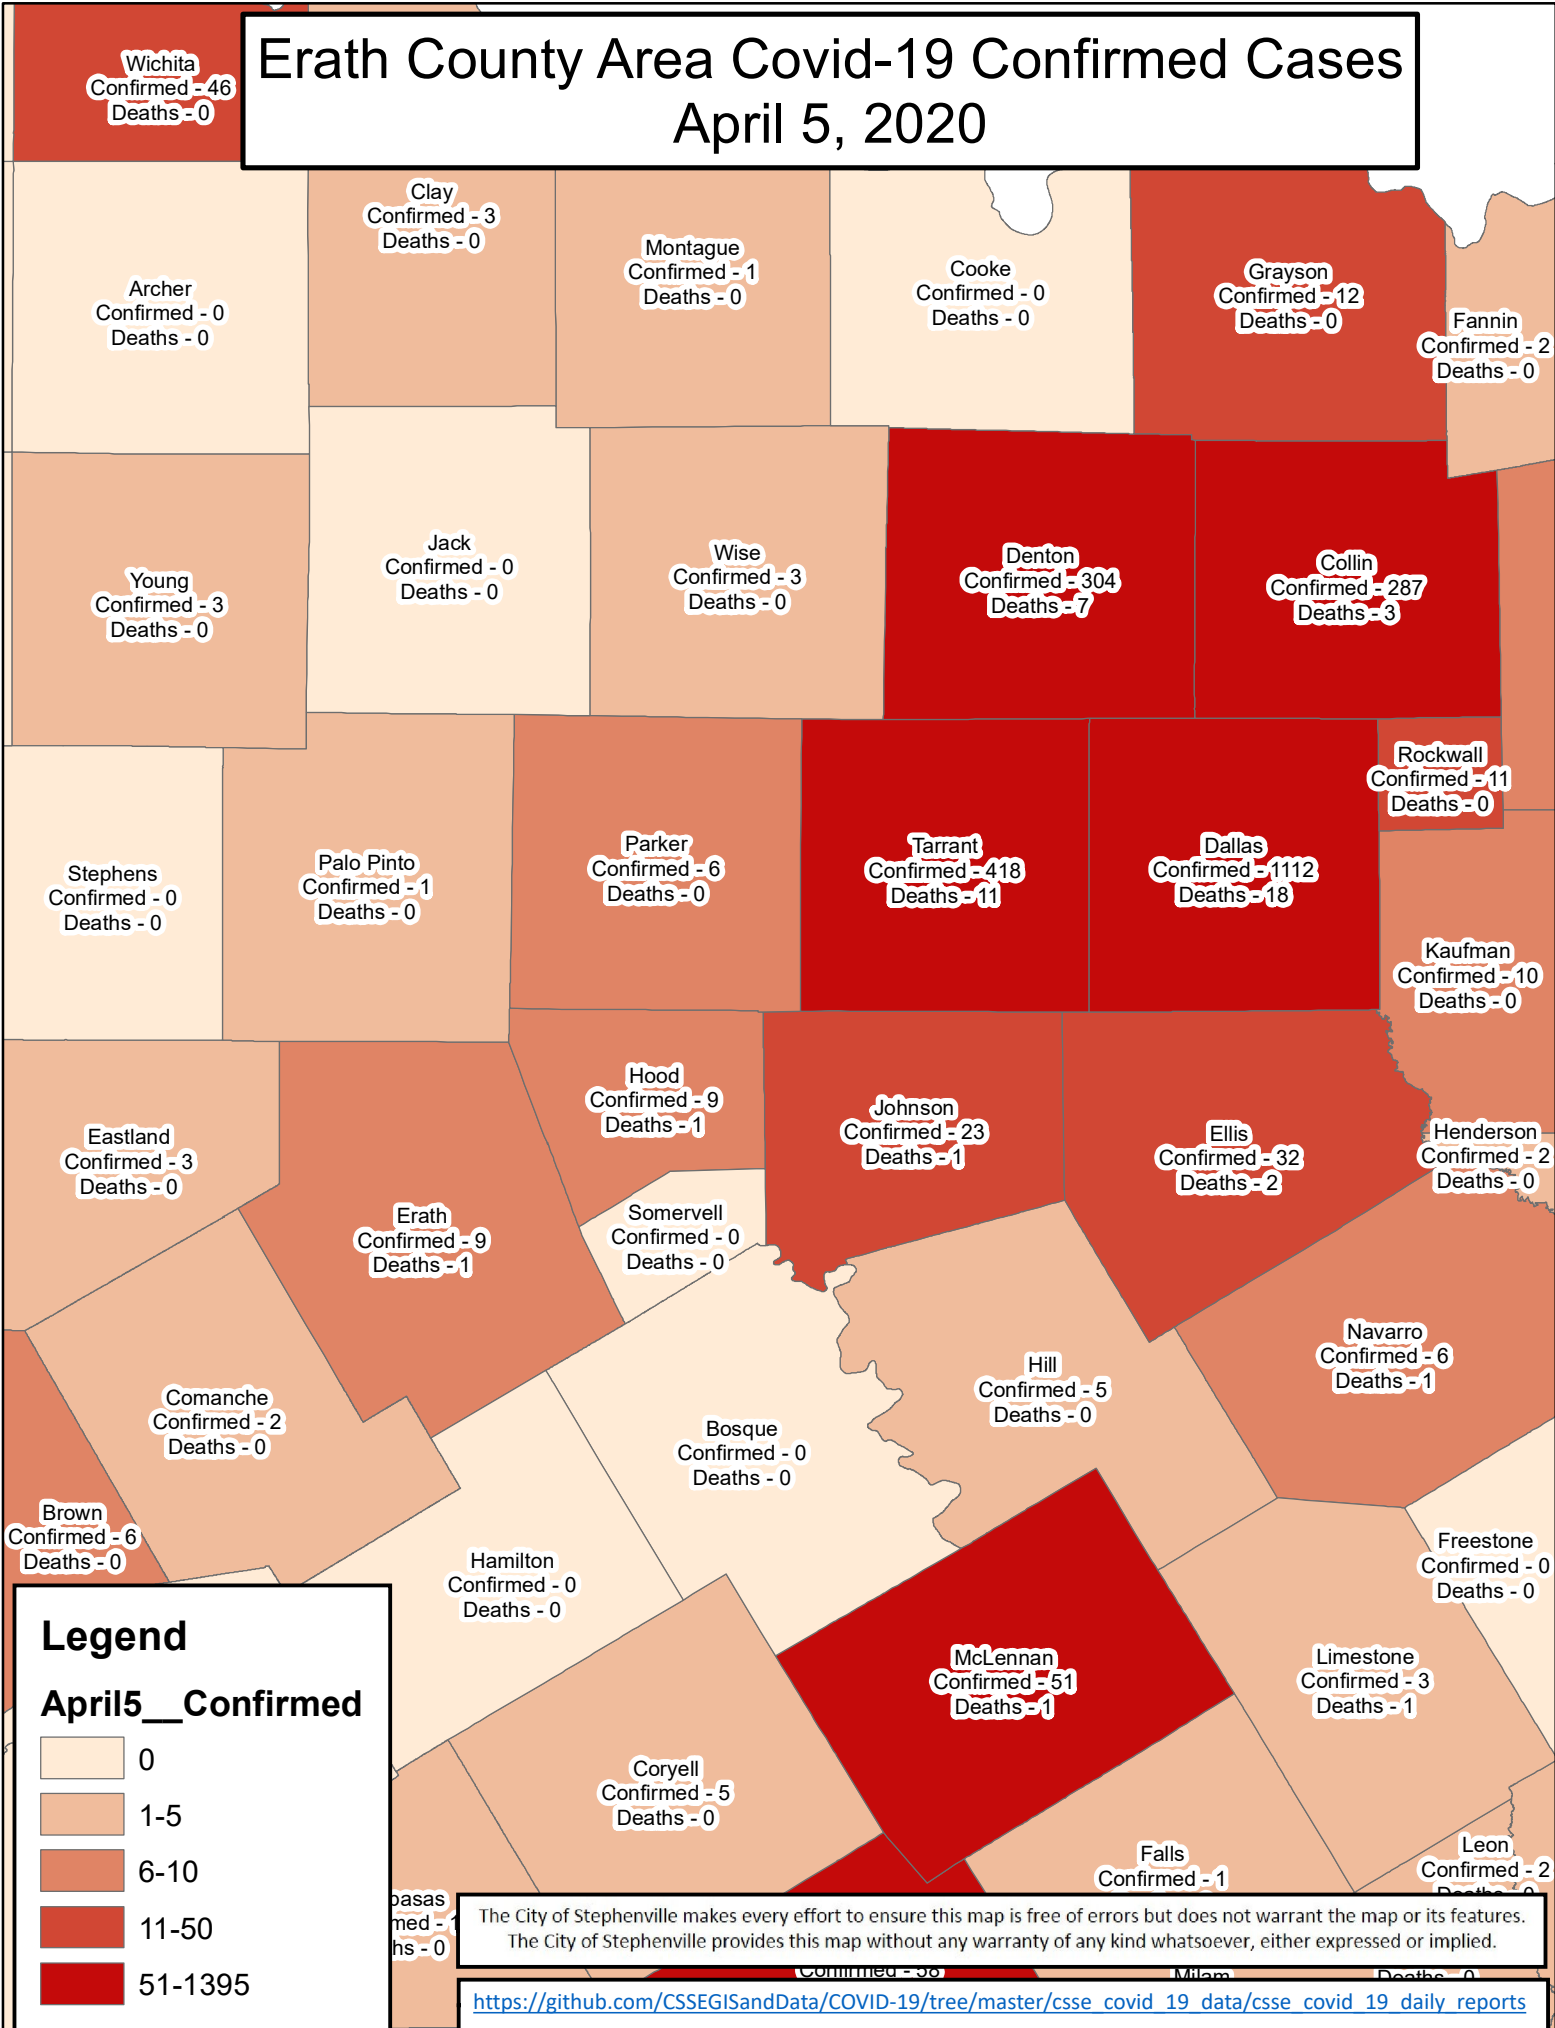 Erath County Area Covid-19 Confirmed Cases
April 5, 2020
Wichita
Confirmed - 46
Deaths - 0
Clay
Confirmed - 3
Deaths - 0
Montague
Confirmed - 1
Deaths - 0
Cooke
Confirmed - 0
Deaths - 0
Grayson
Confirmed - 12
Deaths - 0
Fannin
Confirmed - 2
Deaths - 0
Archer
Confirmed - 0
Deaths - 0
Young
Confirmed - 3
Deaths - 0
Jack
Confirmed - 0
Deaths - 0
Wise
Confirmed - 3
Deaths - 0
Denton
Confirmed - 304
Deaths - 7
Collin
Confirmed - 287
Deaths - 3
Rockwall
Confirmed - 11
Deaths - 0
Stephens
Confirmed - 0
Deaths - 0
Palo Pinto
Confirmed - 1
Deaths - 0
Parker
Confirmed - 6
Deaths - 0
Tarrant
Confirmed - 418
Deaths - 11
Dallas
Confirmed - 1112
Deaths - 18
Kaufman
Confirmed - 10
Deaths - 0
Eastland
Confirmed - 3
Deaths - 0
Erath
Confirmed - 9
Deaths - 1
Hood
Confirmed - 9
Deaths - 1
Somervell
Confirmed - 0
Deaths - 0
Johnson
Confirmed - 23
Deaths - 1
Ellis
Confirmed - 32
Deaths - 2
Henderson
Confirmed - 2
Deaths - 0
Navarro
Confirmed - 6
Deaths - 1
Comanche
Confirmed - 2
Deaths - 0
Bosque
Confirmed - 0
Deaths - 0
Hill
Confirmed - 5
Deaths - 0
Brown
Confirmed - 6
Deaths - 0
Hamilton
Confirmed - 0
Deaths - 0
Freestone
Confirmed - 0
Deaths - 0
McLennan
Confirmed - 51
Deaths - 1
Limestone
Confirmed - 3
Deaths - 1
Coryell
Confirmed - 5
Deaths - 0
Falls
Confirmed - 1
Leon
Confirmed - 2
Deaths - 0
pasas
med - 1
hs - 0
Confirmed - 58
Milam
Deaths - 0
Legend
April5__Confirmed
0
1-5
6-10
11-50
51-1395
The City of Stephenville makes every effort to ensure this map is free of errors but does not warrant the map or its features.
The City of Stephenville provides this map without any warranty of any kind whatsoever, either expressed or implied.
https://github.com/CSSEGISandData/COVID-19/tree/master/csse_covid_19_data/csse_covid_19_daily_reports